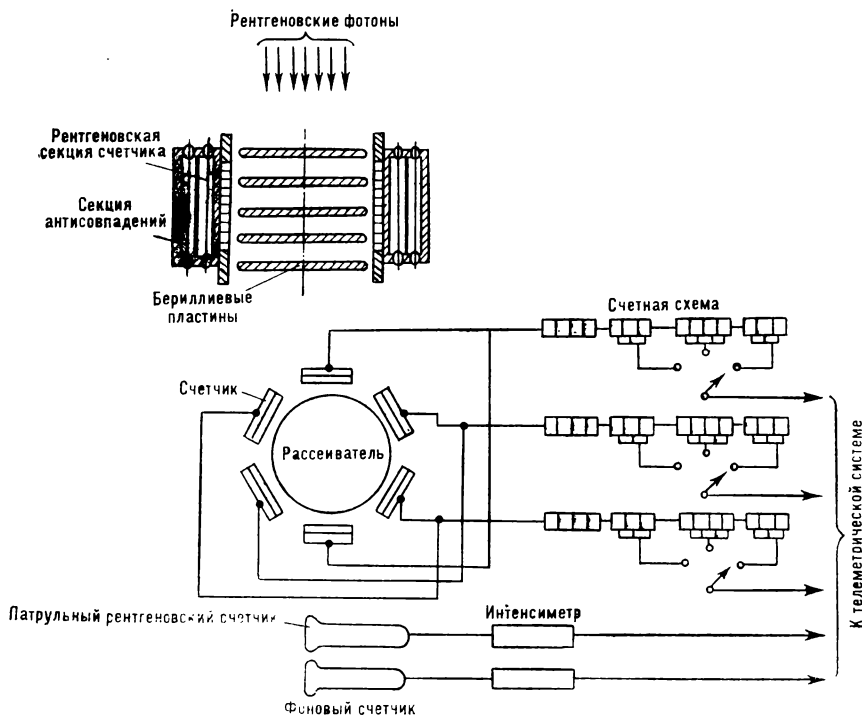 Рентгеновские фотоны
Рентгеновская
секция счетчика
Секция
антисовпадений
Бериллиевые
пластины
Счетная схема
Счетчик
Рассеиватель
К телеметрической системе
Патрульный рентгеновский счетчик
Интенсиметр
Фоновый счетчик